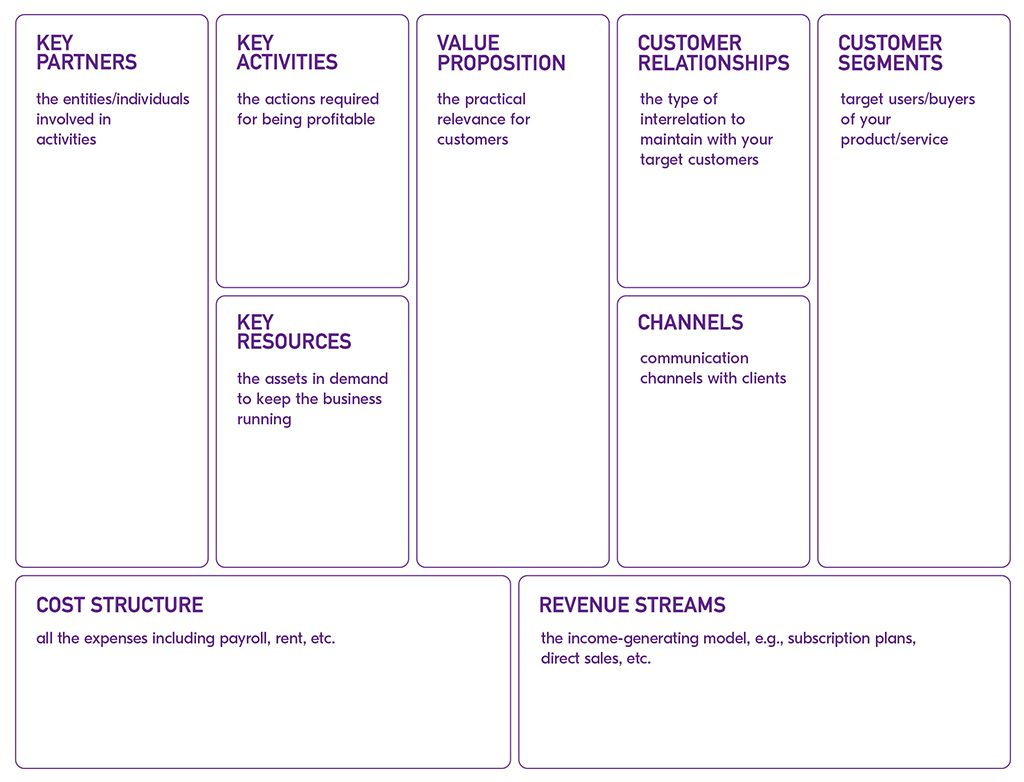 KEY
PARTNERS
the entities/individuals
involved in
activities
KEY
ACTIVITIES
the actions required
for being profitable
KEY
RESOURCES
the assets in demand
to keep the business
running
VALUE
PROPOSITION
the practical
relevance for
customers
CUSTOMER
RELATIONSHIPS
the type of
interrelation to
maintain with your
target customers
CHANNELS
communication
channels with clients
CUSTOMER
SEGMENTS
target users/buyers
of your
product/service
COST STRUCTURE
all the expenses including payroll, rent, etc.
REVENUE STREAMS
the income-generating model, e.g., subscription plans,
direct sales, etc.